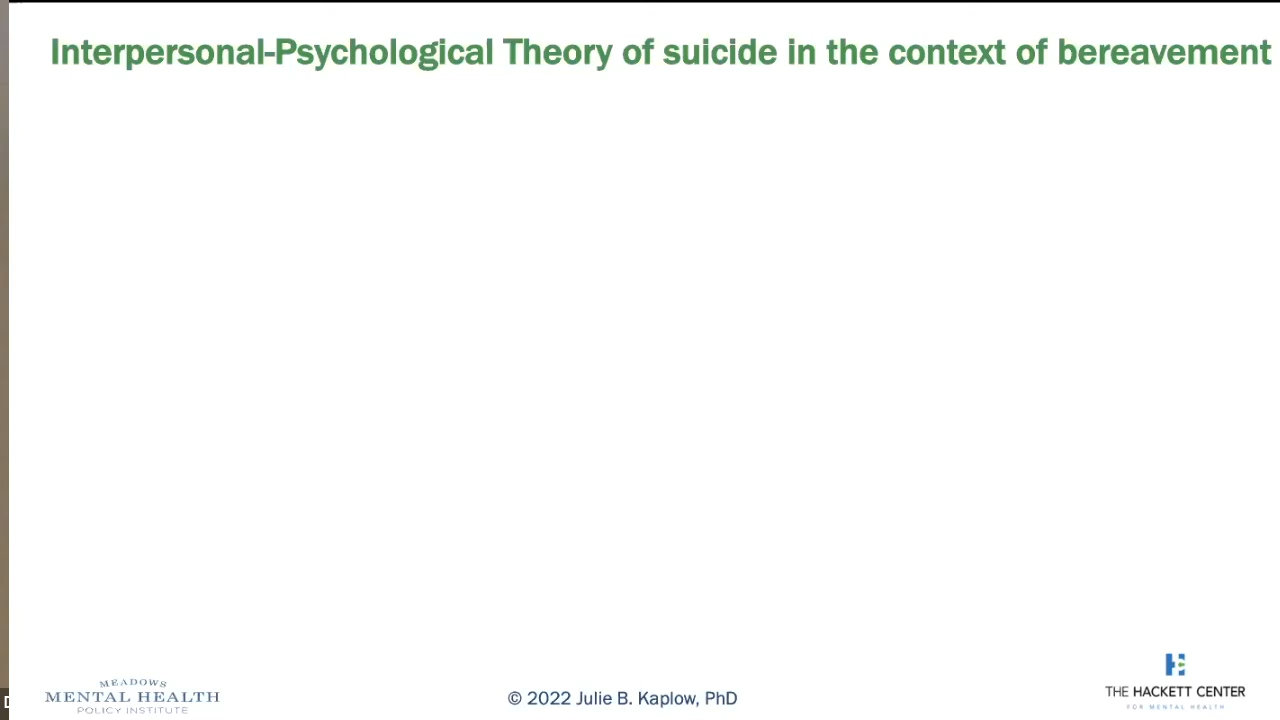 Interpersonal-Psychological Theory of suicide in the context of bereavement
MEADOWS
MENTAL HEALTH
POLICY INSTITUTE
© 2022 Julie B. Kaplow, PhD
THE HACKETT CENTER
FOR MENTAL HEALTH